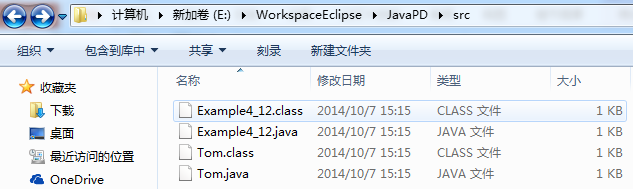 计算机 ▸ 新加卷 (E:) ▸ WorkspaceEclipse ▸ JavaPD ▸ src
组织 包含到库中 共享 刻录 新建文件夹
收藏夹
下载
桌面
最近访问的位置
OneDrive
名称 修改日期 类型 大小
Example4_12.class 2014/10/7 15:15 CLASS 文件 1 KB
Example4_12.java 2014/10/7 15:15 JAVA 文件 1 KB
Tom.class 2014/10/7 15:15 CLASS 文件 1 KB
Tom.java 2014/10/7 15:15 JAVA 文件 1 KB